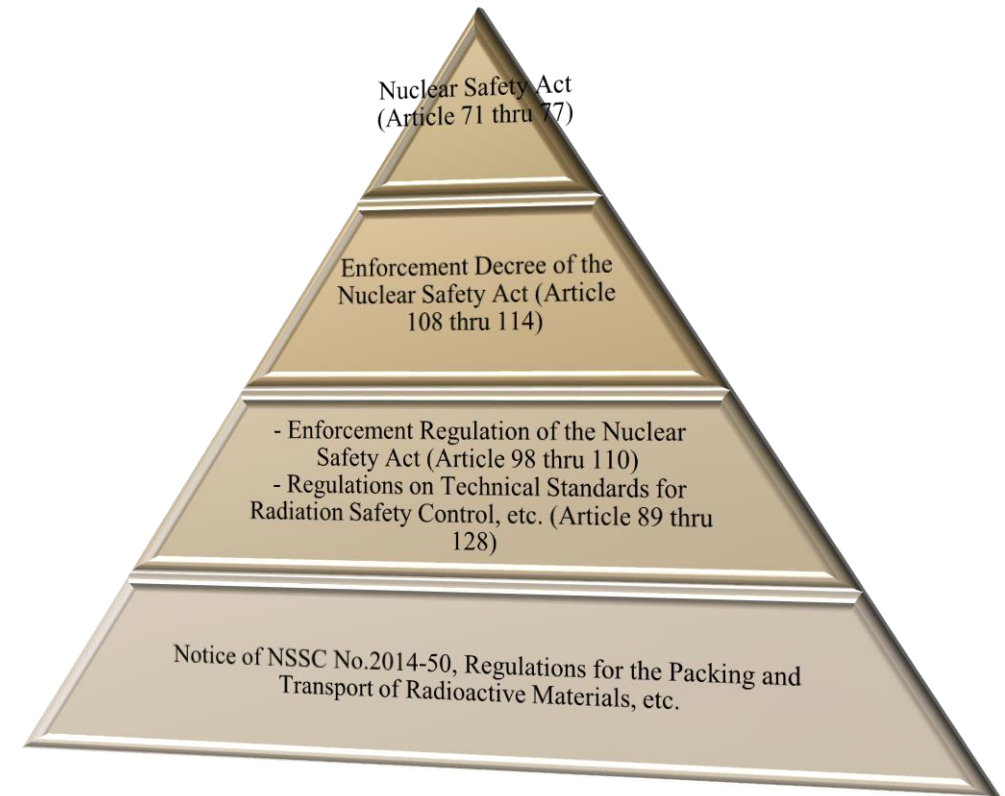 Nuclear Safety Act
(Article 71 thru 77)
Enforcement Decree of the
Nuclear Safety Act (Article
108 thru 114)
- Enforcement Regulation of the Nuclear
Safety Act (Article 98 thru 110)
- Regulations on Technical Standards for
Radiation Safety Control, etc. (Article 89 thru
128)
Notice of NSSC No.2014-50, Regulations for the Packing and
Transport of Radioactive Materials, etc.